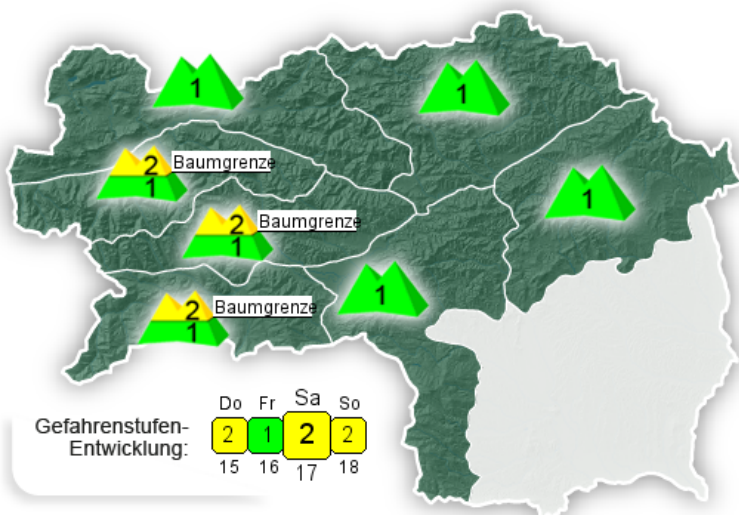 1
1
2 Baumgrenze
1
1
2 Baumgrenze
1
1
2 Baumgrenze
1
Gefahrenstufen-
Entwicklung:
Do Fr Sa So
2 1 2 2
15 16 17 18